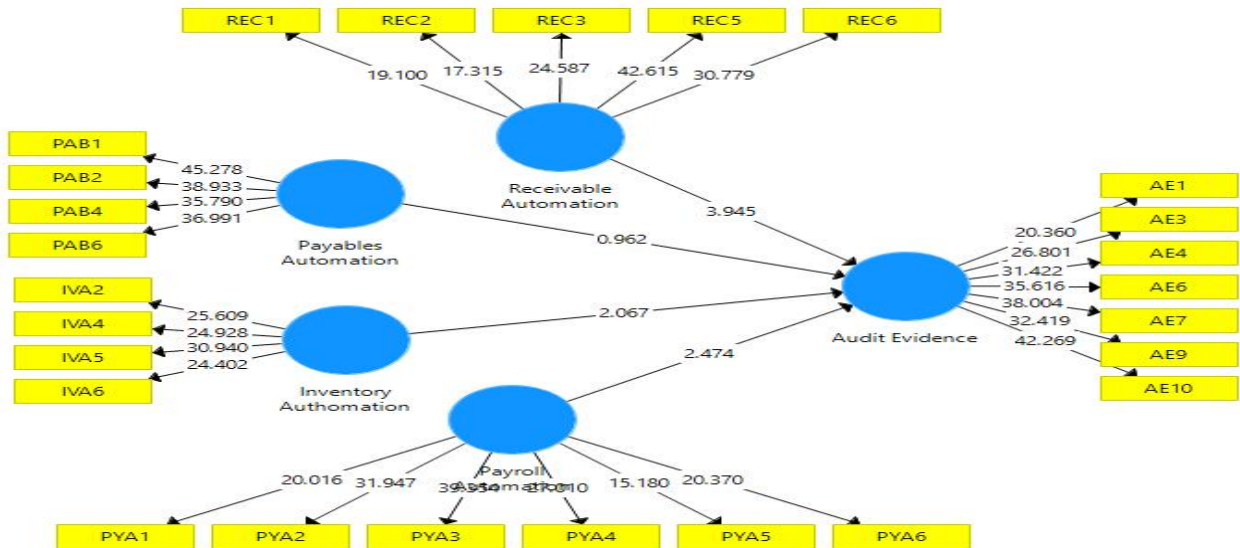 REC1
REC2
REC3
REC5
REC6
19.100
17.315
24.587
42.615
30.779
Receivable
Automation
PAB1
PAB2
PAB4
PAB6
45.278
38.933
35.790
36.991
Payables
Automation
3.945
0.962
IVA2
IVA4
IVA5
IVA6
25.609
24.928
30.940
24.402
Inventory
Authomation
2.067
2.474
Audit Evidence
20.360
26.801
31.422
35.616
38.004
32.419
42.269
AE1
AE3
AE4
AE6
AE7
AE9
AE10
Payroll
Automation
20.016
31.947
15.180
20.370
PYA1
PYA2
PYA3
PYA4
PYA5
PYA6